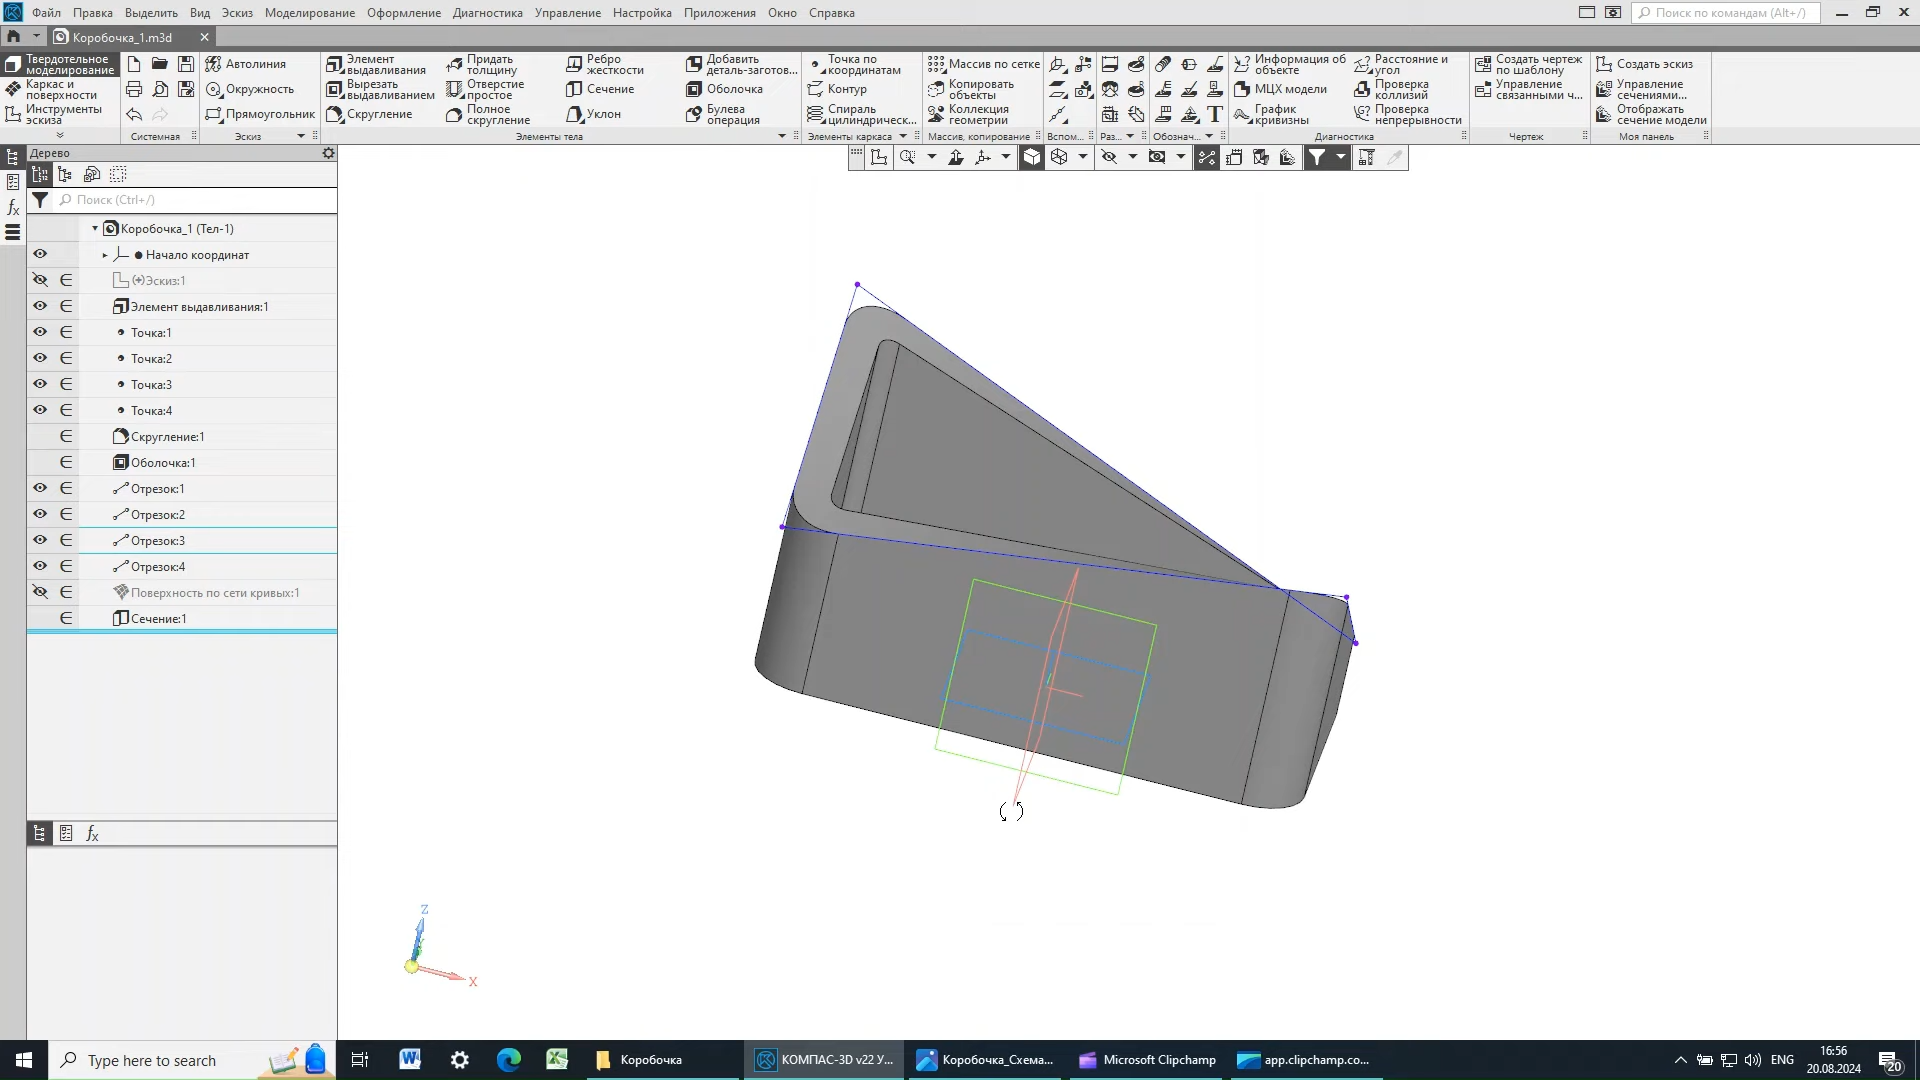 Файл Правка Выделить Вид Эскиз Моделирование Оформление Диагностика Управление Настройка Приложения Окно Справка
Поиск по командам (Alt+/)
Коробочка_1.m3d
Твердотельное моделирование
Каркас и поверхности
Инструменты эскиза
Системная
Автолиния
Окружность
Прямоугольник
Эскиз
Элемент выдавливания
Вырезать выдавливанием
Скругление
Придать толщину
Отверстие простое
Полное скругление
Ребро жесткости
Сечение
Уклон
Добавить деталь-заготов...
Оболочка
Булева операция
Элементы тела
Точка по координатам
Контур
Спираль цилиндрическ...
Элементы каркаса
Массив по сетке
Копировать объекты
Коллекция геометрии
Массив, копирование
Вспом...
Раз...
Обознач...
Информация об объекте
МЦХ модели
График кривизны
Расстояние и угол
Проверка коллизий
Проверка непрерывности
Диагностика
Создать чертеж по шаблону
Управление связанными ч...
Чертеж
Создать эскиз
Управление сечениями...
Отображать сечение модели
Моя панель
Дерево
Поиск (Ctrl+/)
Коробочка_1 (Тел-1)
Начало координат
(+)Эскиз:1
Элемент выдавливания:1
Точка:1
Точка:2
Точка:3
Точка:4
Скругление:1
Оболочка:1
Отрезок:1
Отрезок:2
Отрезок:3
Отрезок:4
Поверхность по сети кривых:1
Сечение:1
Z
X
Type here to search
Коробочка
КОМПАС-3D v22 У...
Коробочка_Схема...
Microsoft Clipchamp
app.clipchamp.co...
ENG
16:56
20.08.2024
20